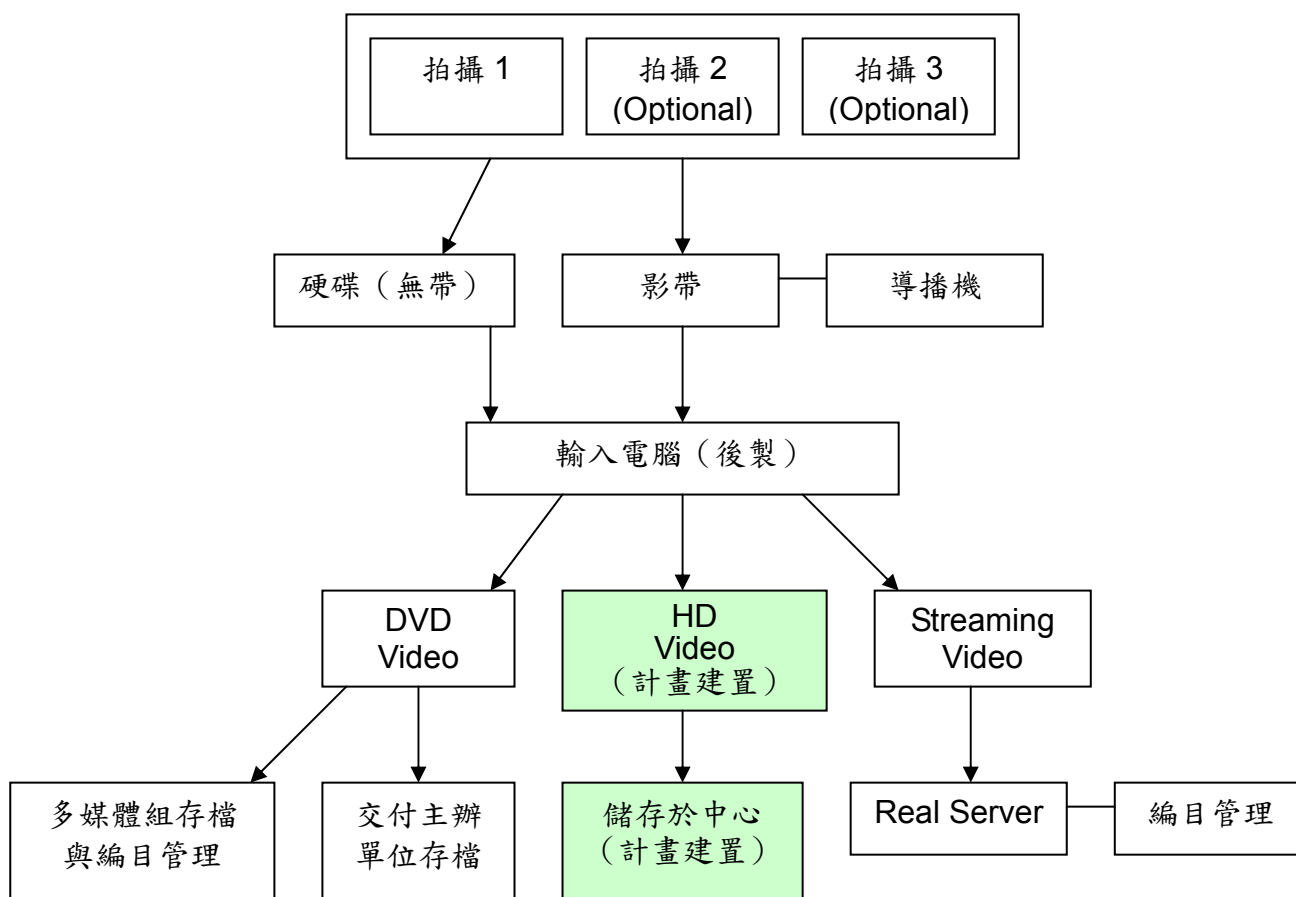 拍攝 1
拍攝 2
(Optional)
拍攝 3
(Optional)
硬碟（無帶）
影帶
導播機
輸入電腦（後製）
DVD
Video
HD
Video
（計畫建置）
Streaming
Video
多媒體組存檔
與編目管理
交付主辦
單位存檔
儲存於中心
（計畫建置）
Real Server
編目管理